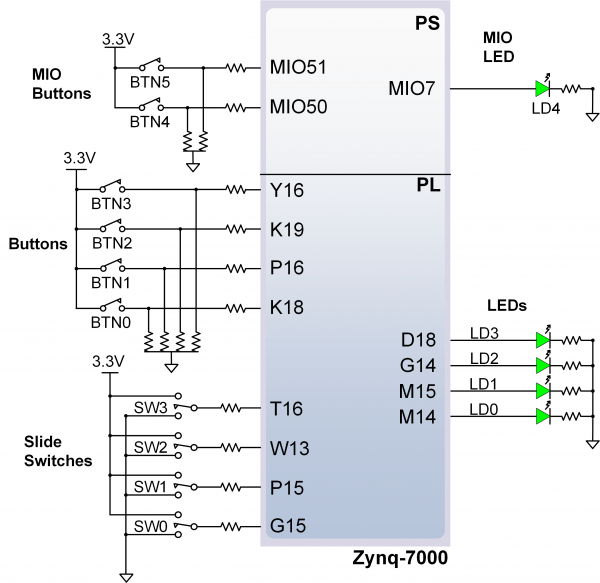 PS
3.3V
MIO
Buttons
BTN5
MIO51
BTN4
MIO50
MIO7
MIO
LED
LD4
3.3V
PL
Buttons
BTN3
Y16
BTN2
K19
BTN1
P16
BTN0
K18
LEDs
D18
LD3
G14
LD2
M15
LD1
M14
LD0
3.3V
Slide
Switches
SW3
T16
SW2
W13
SW1
P15
SW0
G15
Zynq-7000